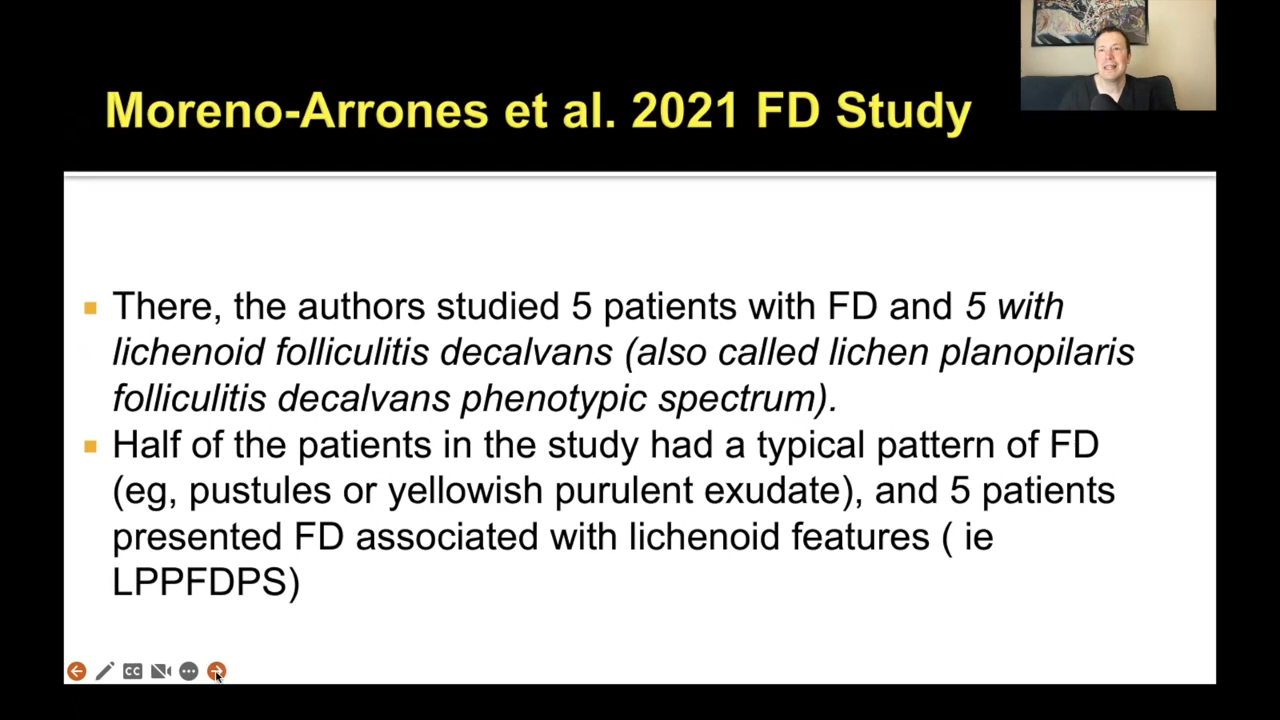 Moreno-Arrones et al. 2021 FD Study
There, the authors studied 5 patients with FD and 5 with
lichenoid folliculitis decalvans (also called lichen planopilaris
folliculitis decalvans phenotypic spectrum).
Half of the patients in the study had a typical pattern of FD
(eg, pustules or yellowish purulent exudate), and 5 patients
presented FD associated with lichenoid features ( ie
LPPFDPS)
CC